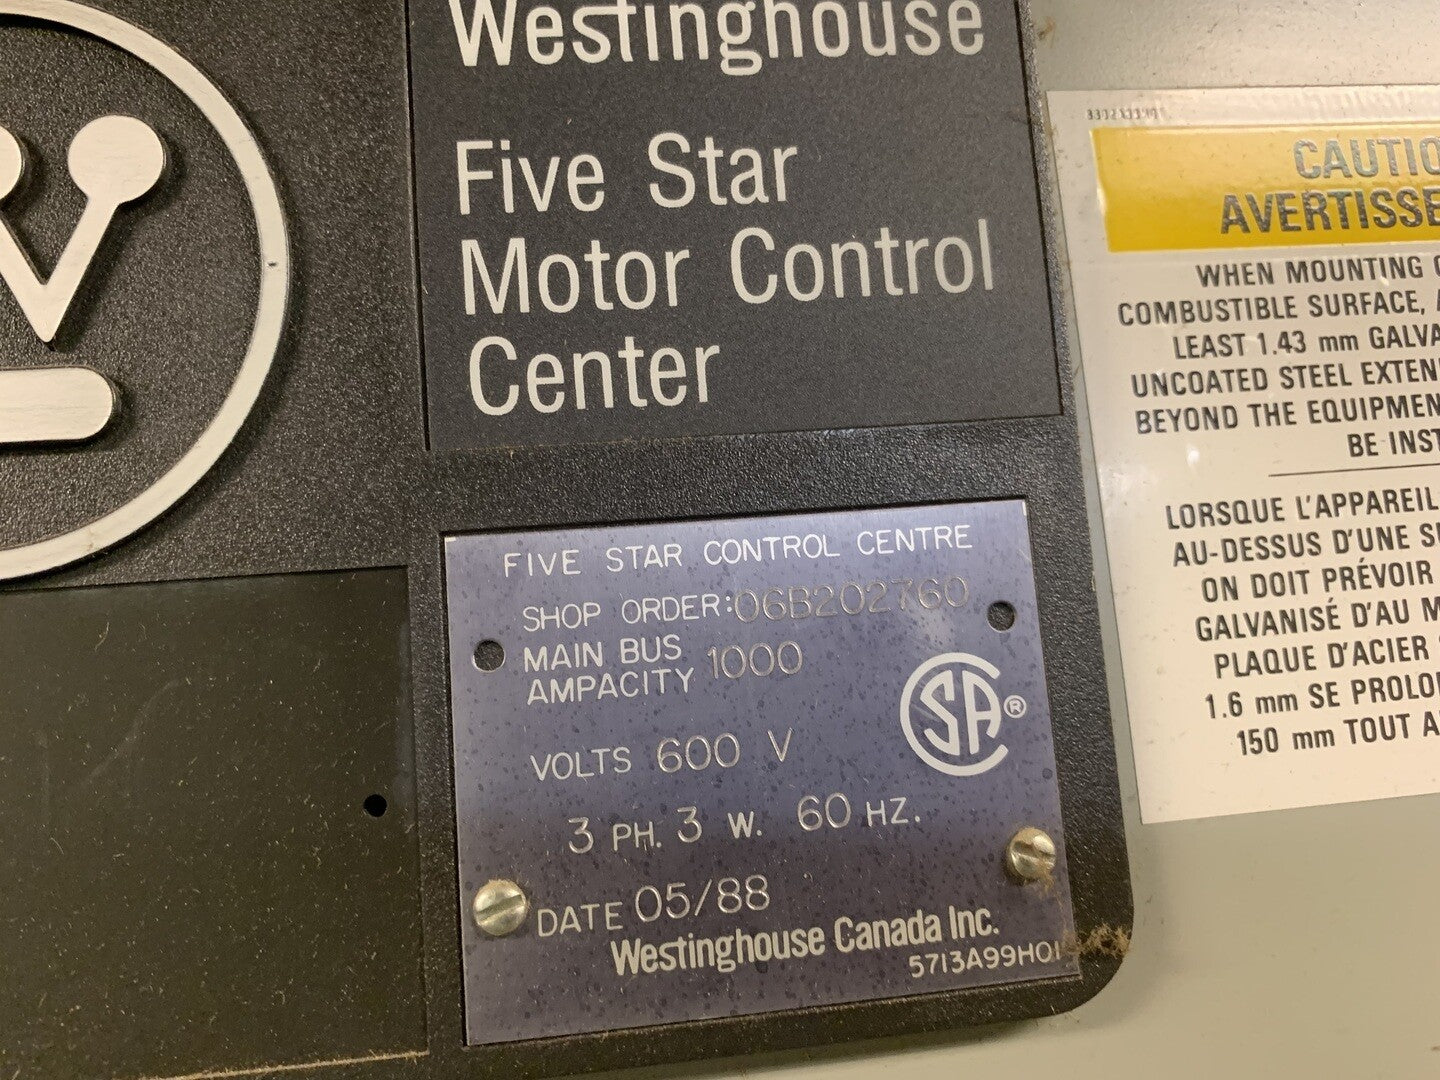 Westinghouse
Five Star
Motor Control
Center
FIVE STAR CONTROL CENTRE
SHOP ORDER: 06B202760
MAIN BUS
AMPACITY 1000
VOLTS 600 V
3 PH. 3 W. 60 HZ.
DATE 05/88
Westinghouse Canada Inc.
5713A99H01
CSA®
CAUTIO
AVERTISSE
WHEN MOUNTING
COMBUSTIBLE SURFACE,
LEAST 1.43 mm GALVA
UNCOATED STEEL EXTEN
BEYOND THE EQUIPMEN
BE INST
LORSQUE L'APPAREIL
AU-DESSUS D'UNE SU
ON DOIT PRÉVOIR
GALVANISÉ D'AU M
PLAQUE D'ACIER
1.6 mm SE PROLO
150 mm TOUT A